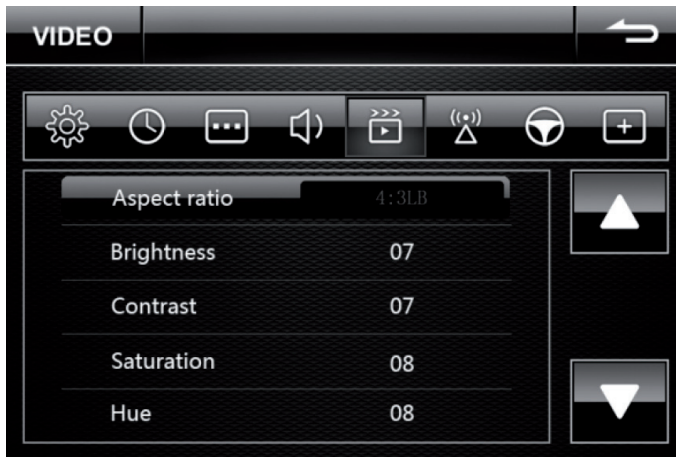 VIDEO
Aspect ratio 4:3LB
Brightness 07
Contrast 07
Saturation 08
Hue 08